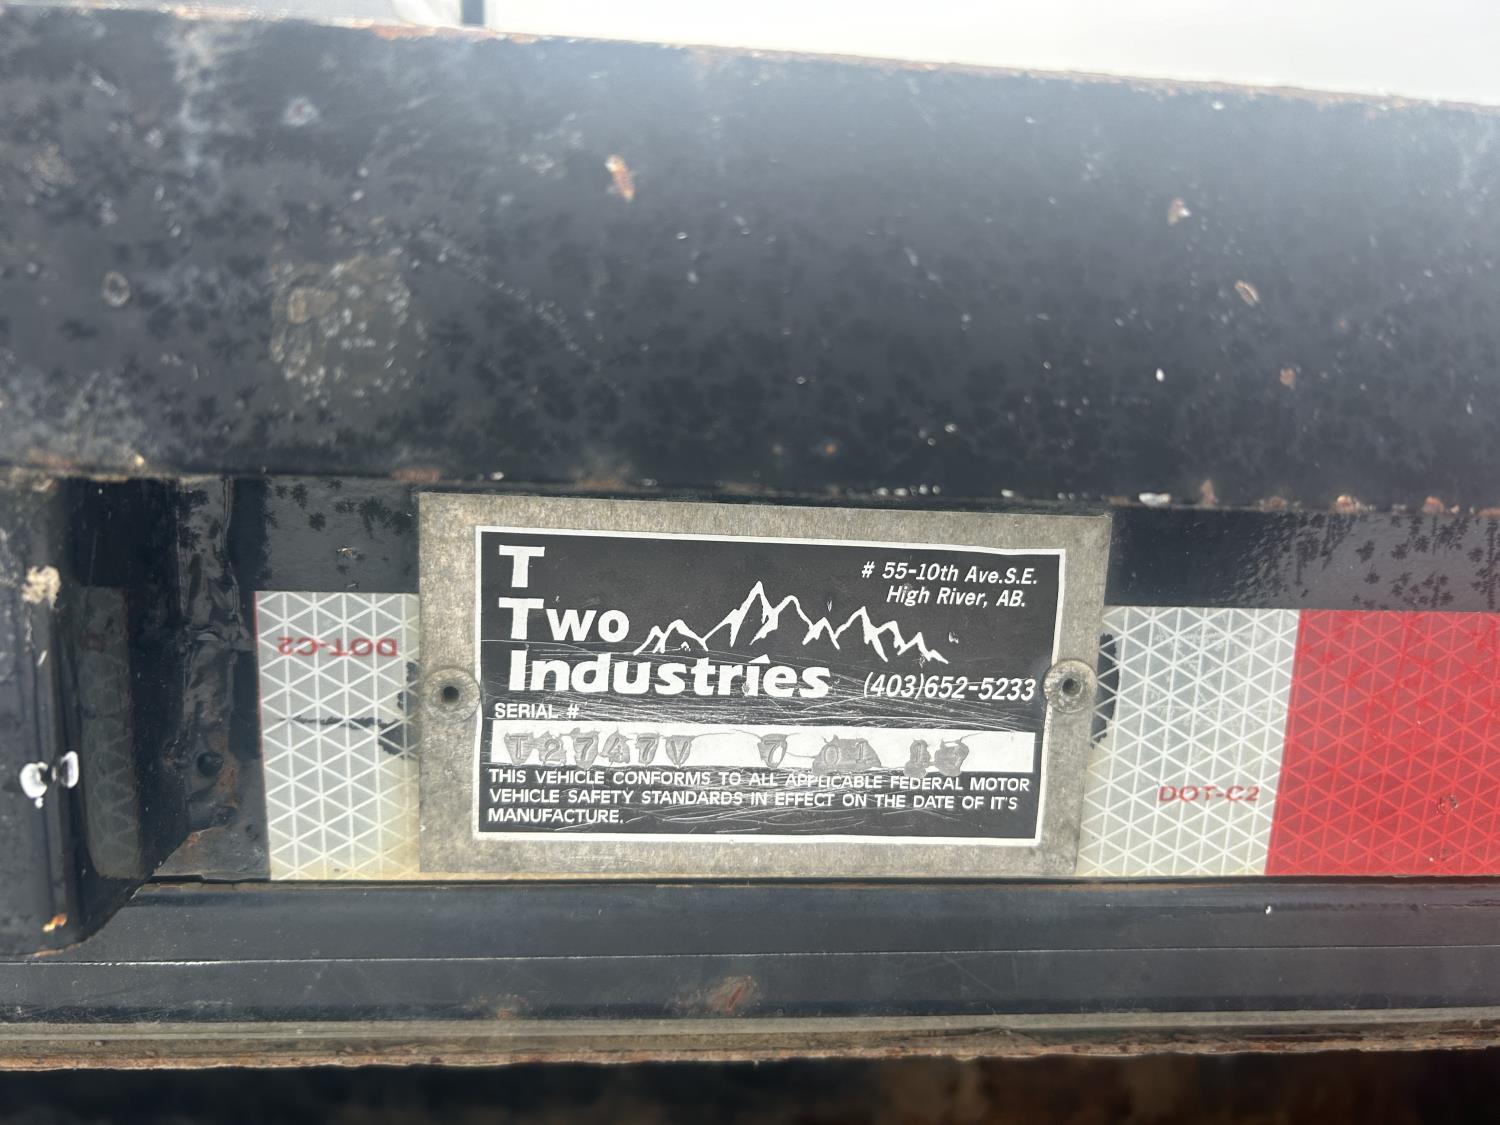 T
Two
Industries
# 55-10th Ave.S.E.
High River, AB.
(403)652-5233
SERIAL #
T2747V 7 01
THIS VEHICLE CONFORMS TO ALL APPLICABLE FEDERAL MOTOR
VEHICLE SAFETY STANDARDS IN EFFECT ON THE DATE OF IT'S
MANUFACTURE.
DOT-C2
DOT-C2